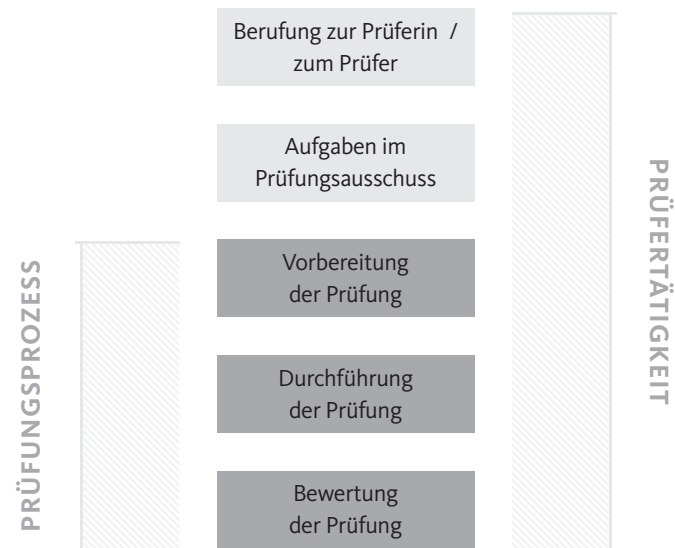 Berufung zur Prüferin /
zum Prüfer
Aufgaben im
Prüfungsausschuss
Vorbereitung
der Prüfung
Durchführung
der Prüfung
Bewertung
der Prüfung
PRÜFUNGSPROZESS
PRÜFERTÄTIGKEIT